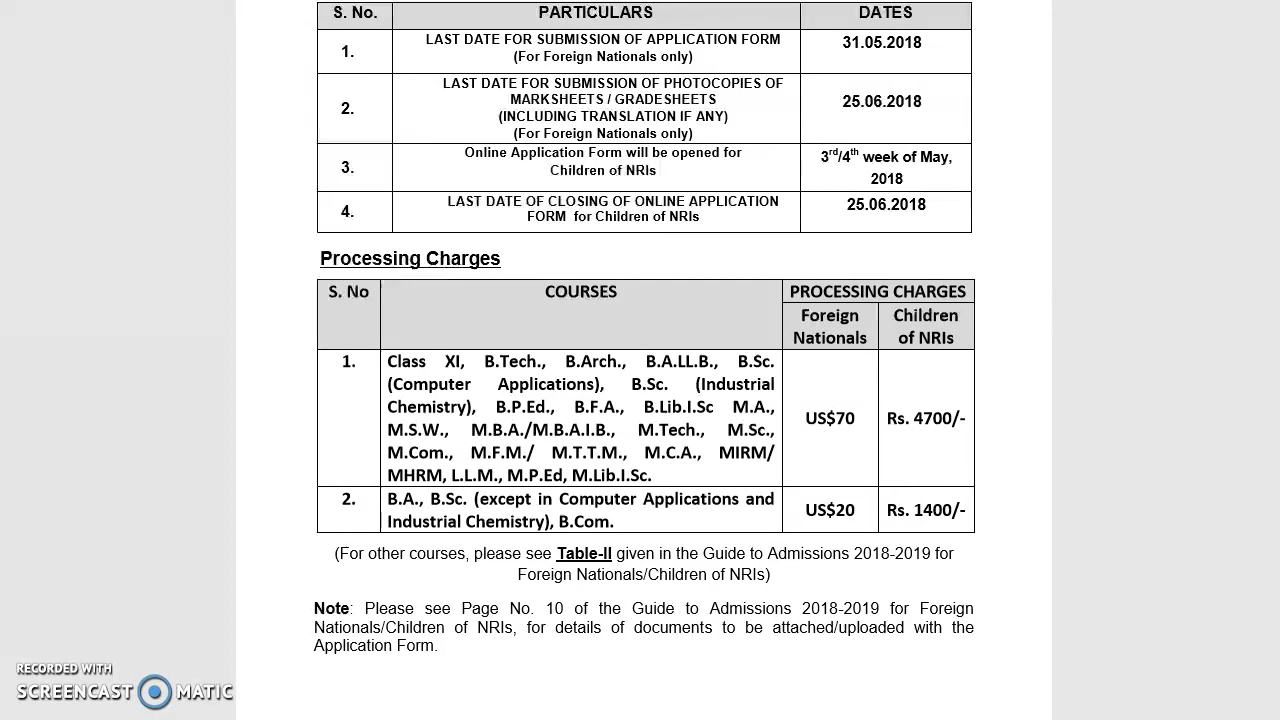 S. No. PARTICULARS DATES
1. LAST DATE FOR SUBMISSION OF APPLICATION FORM 31.05.2018
(For Foreign Nationals only)
2. LAST DATE FOR SUBMISSION OF PHOTOCOPIES OF
MARKSHEETS / GRADESHEETS 25.06.2018
(INCLUDING TRANSLATION IF ANY)
(For Foreign Nationals only)
3. Online Application Form will be opened for 3rd/4th week of May,
Children of NRIs 2018
4. LAST DATE OF CLOSING OF ONLINE APPLICATION 25.06.2018
FORM for Children of NRIs
Processing Charges
S. No COURSES PROCESSING CHARGES
Foreign Children
Nationals of NRIs
1. Class XI, B.Tech., B.Arch., B.A.LL.B., B.Sc.
(Computer Applications), B.Sc. (Industrial
Chemistry), B.P.Ed., B.F.A., B.Lib.I.Sc M.A., US$70 Rs. 4700/-
M.S.W., M.B.A./M.B.A.I.B., M.Tech., M.Sc.,
M.Com., M.F.M./ M.T.T.M., M.C.A., MIRM/
MHRM, L.L.M., M.P.Ed, M.Lib.I.Sc.
2. B.A., B.Sc. (except in Computer Applications and US$20 Rs. 1400/-
Industrial Chemistry), B.Com.
(For other courses, please see Table-II given in the Guide to Admissions 2018-2019 for
Foreign Nationals/Children of NRIs)
Note: Please see Page No. 10 of the Guide to Admissions 2018-2019 for Foreign
Nationals/Children of NRIs, for details of documents to be attached/uploaded with the
Application Form.
RECORDED WITH
SCREENCAST MATIC